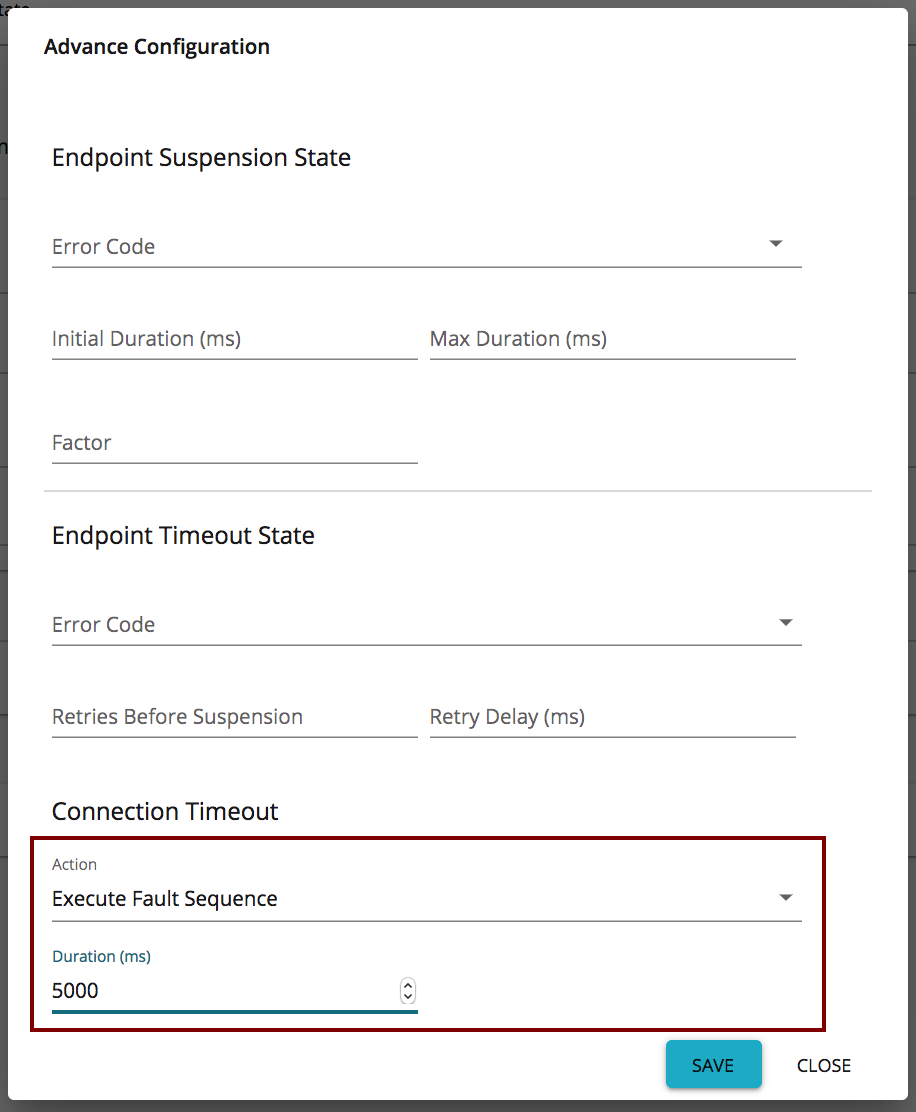 Advance Configuration
Endpoint Suspension State
Error Code
Initial Duration (ms) Max Duration (ms)
Factor
Endpoint Timeout State
Error Code
Retries Before Suspension Retry Delay (ms)
Connection Timeout
Action
Execute Fault Sequence
Duration (ms)
5000
SAVE CLOSE